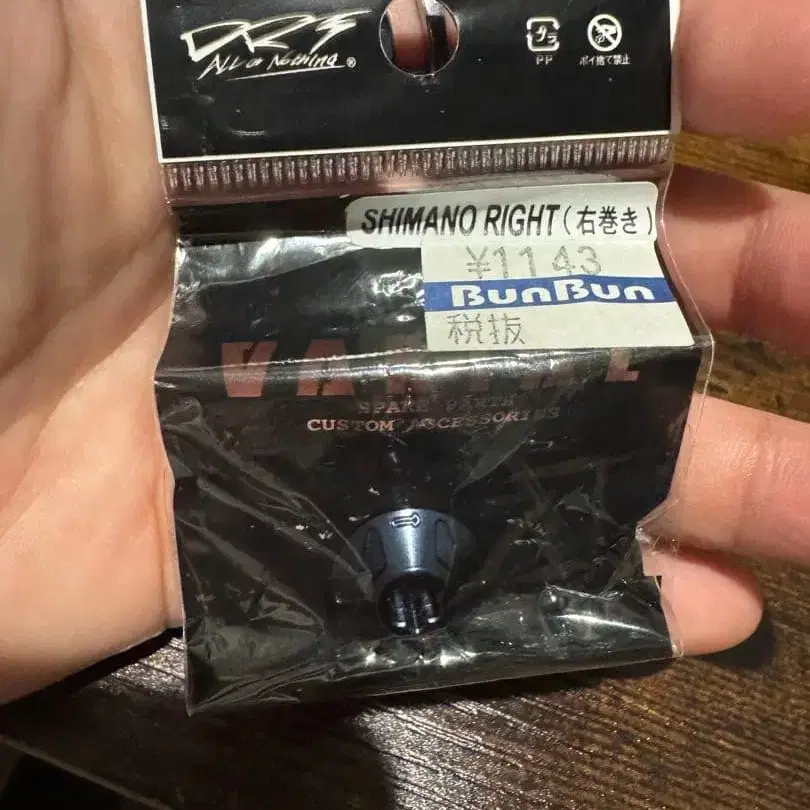 DRT
All or Nothing®
プラ
PP
ポイ捨て禁止
SHIMANO RIGHT(右巻き)
¥1143
BunBun
税抜
SPARE PARTS
CUSTOM ACCESSORIES